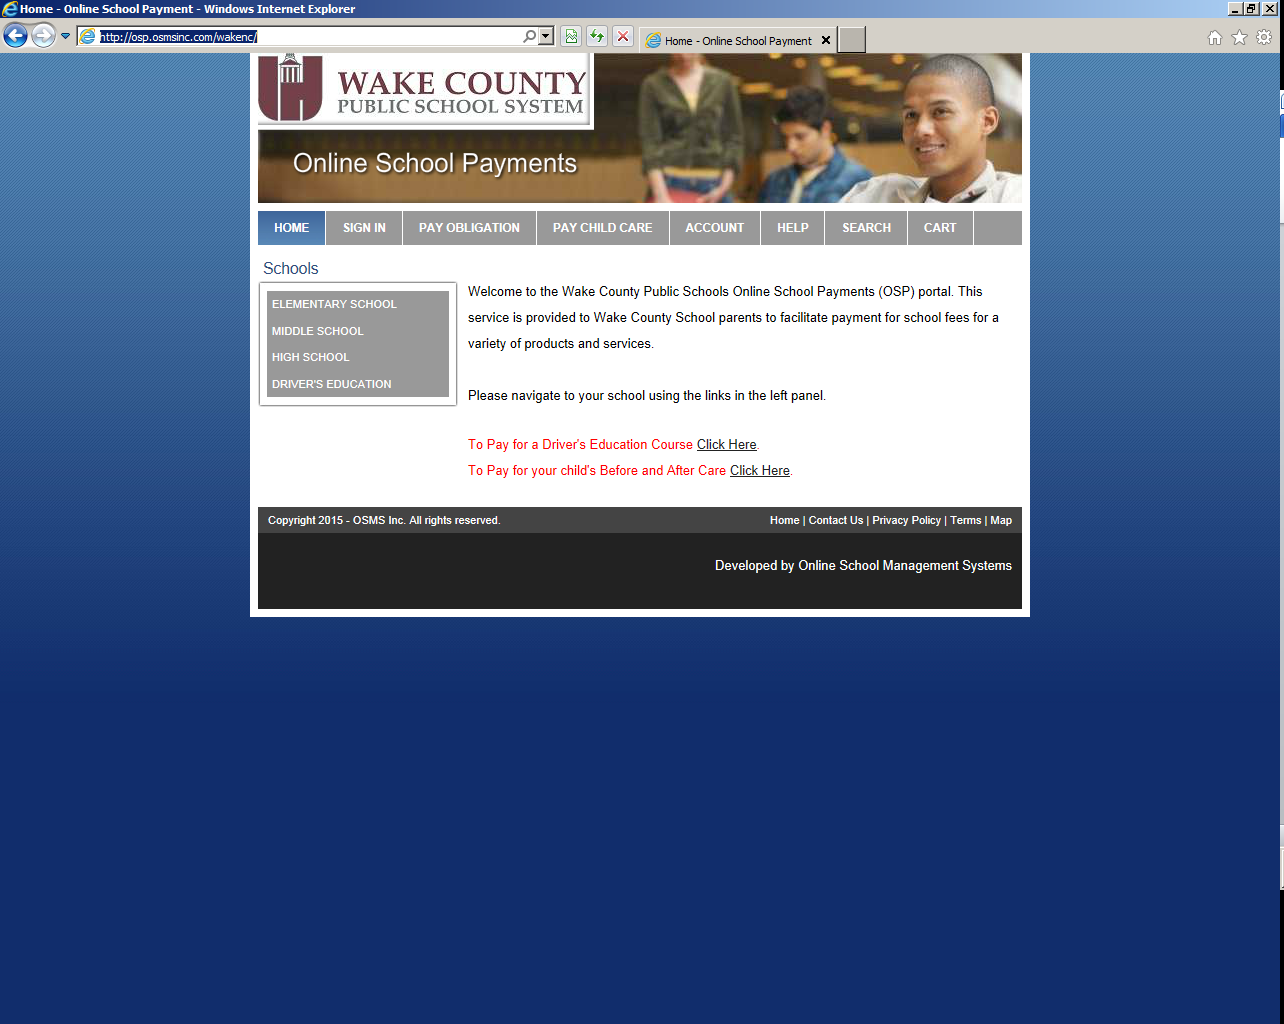 Home - Online School Payment - Windows Internet Explorer
http://osp.osmsinc.com/wakenc/
Home - Online School Payment
WAKE COUNTY
PUBLIC SCHOOL SYSTEM
Online School Payments
HOME SIGN IN PAY OBLIGATION PAY CHILD CARE ACCOUNT HELP SEARCH CART
Schools
ELEMENTARY SCHOOL
MIDDLE SCHOOL
HIGH SCHOOL
DRIVER'S EDUCATION
Welcome to the Wake County Public Schools Online School Payments (OSP) portal. This
service is provided to Wake County School parents to facilitate payment for school fees for a
variety of products and services.
Please navigate to your school using the links in the left panel.
To Pay for a Driver's Education Course Click Here.
To Pay for your child's Before and After Care Click Here.
Copyright 2015 - OSMS Inc. All rights reserved.
Home | Contact Us | Privacy Policy | Terms | Map
Developed by Online School Management Systems